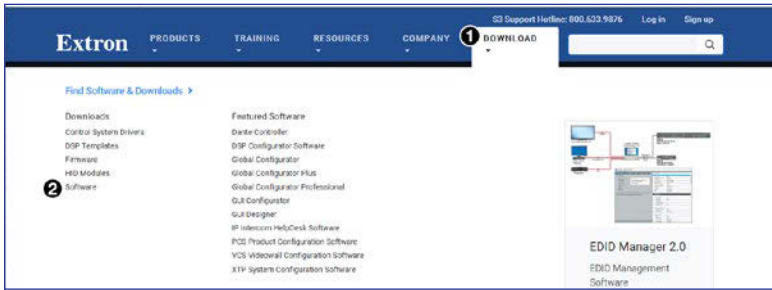 S3 Support Hotline: 800.633.9876 Log in Sign up
Extron PRODUCTS TRAINING RESOURCES COMPANY 1 DOWNLOAD
Find Software & Downloads >
Downloads
Control System Drivers
DSP Templates
Firmware
HID Modules
2 Software
Featured Software
Dante Controller
DSP Configurator Software
Global Configurator
Global Configurator Plus
Global Configurator Professional
GUI Configurator
GUI Designer
IP Intercom HelpDesk Software
PCS Product Configuration Software
VCS Videowall Configuration Software
XTP System Configuration Software
EDID Manager 2.0
EDID Management
Software